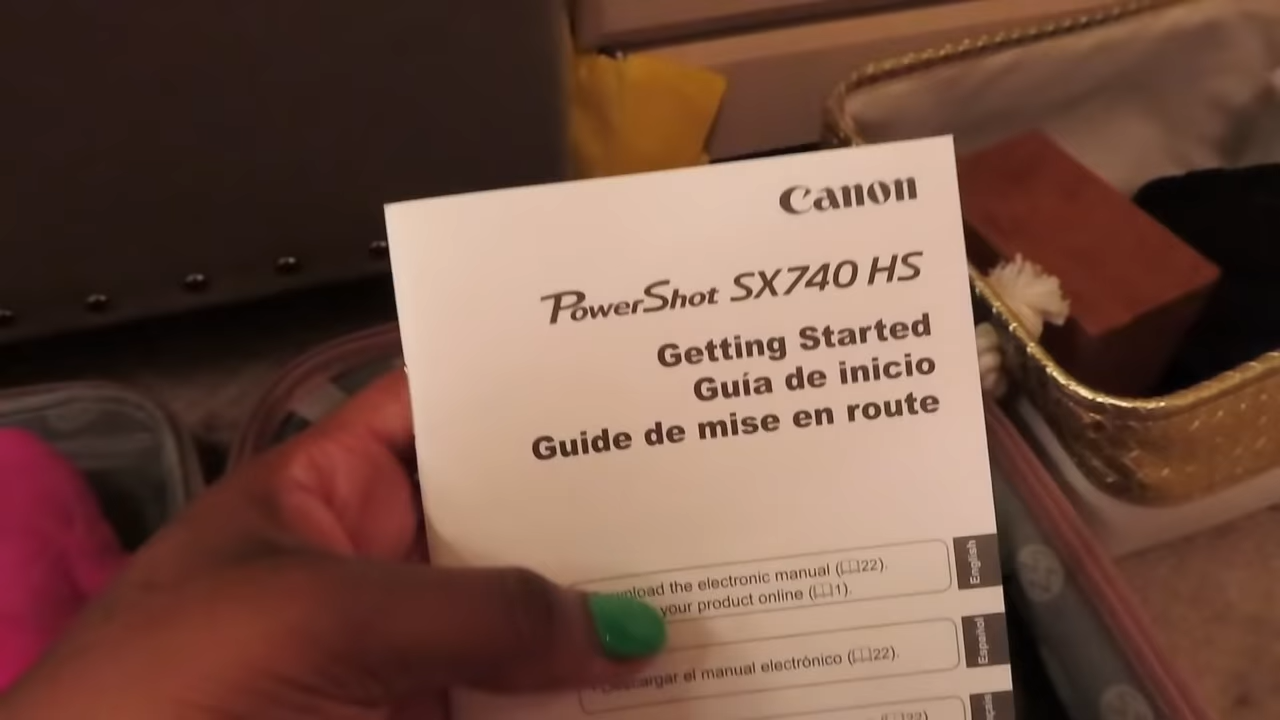 Canon
PowerShot SX740 HS
Getting Started
Guía de inicio
Guide de mise en route
the electronic manual (📖22).
your product online (📖1).
English
el manual electrónico (📖22).
Español